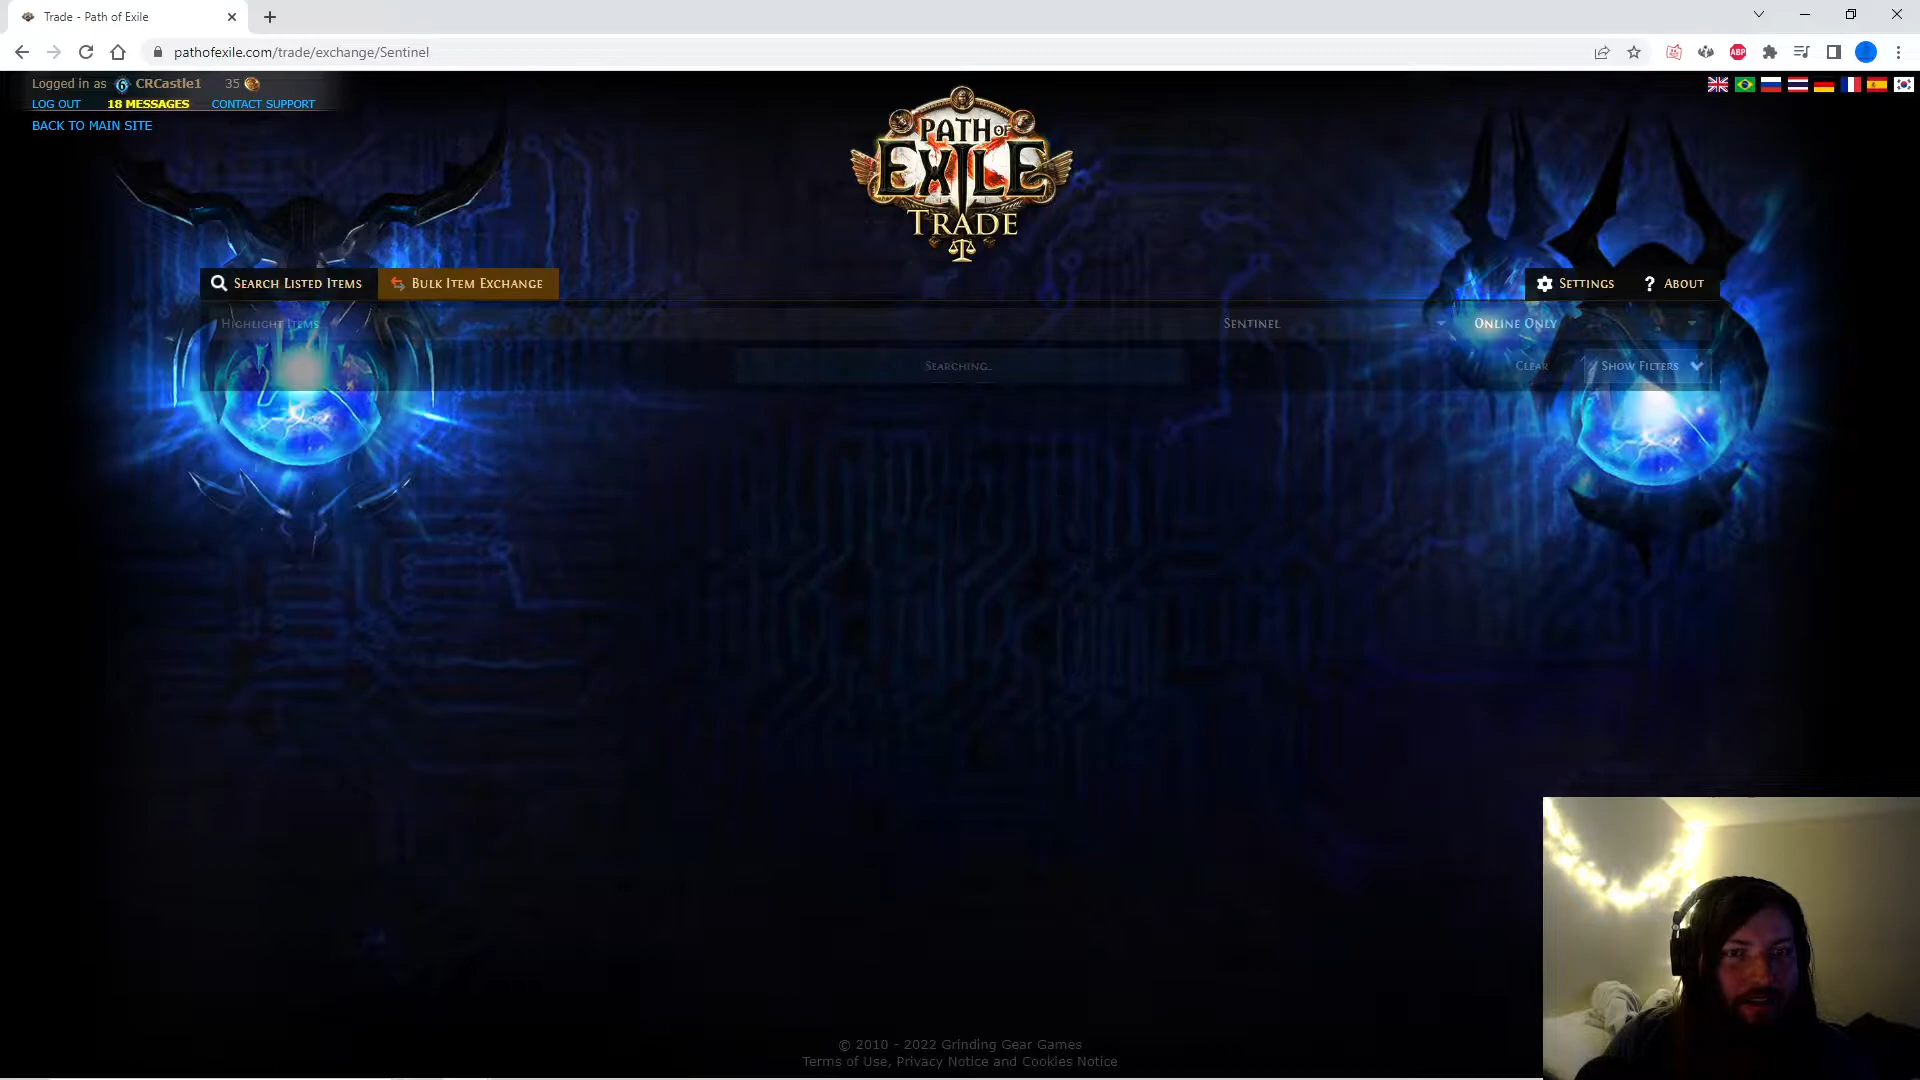 Trade - Path of Exile
pathofexile.com/trade/exchange/Sentinel
ABP
Logged in as 6 CRCastle1 35
LOG OUT 18 MESSAGES CONTACT SUPPORT
BACK TO MAIN SITE
PATH OF
EXILE
TRADE
Search Listed Items
Bulk Item Exchange
Settings
? About
Highlight Items
Sentinel
Online Only
Searching..
Clear
Show Filters
© 2010 - 2022 Grinding Gear Games
Terms of Use, Privacy Notice and Cookies Notice